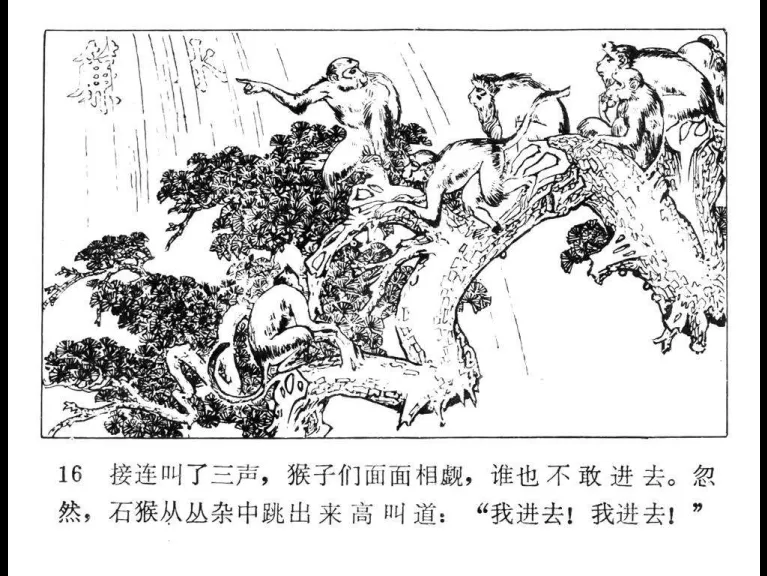 16 接连叫了三声，猴子们面面相觑，谁也不敢进去。忽
然，石猴从丛杂中跳出来高叫道：“我进去！我进去！”